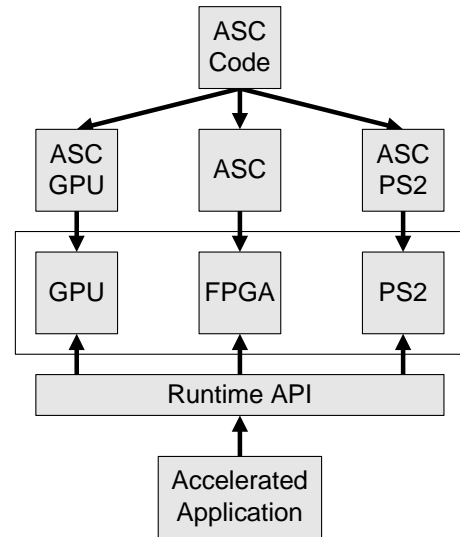 ASC
Code
ASC
GPU
ASC
ASC
PS2
GPU
FPGA
PS2
Runtime API
Accelerated
Application